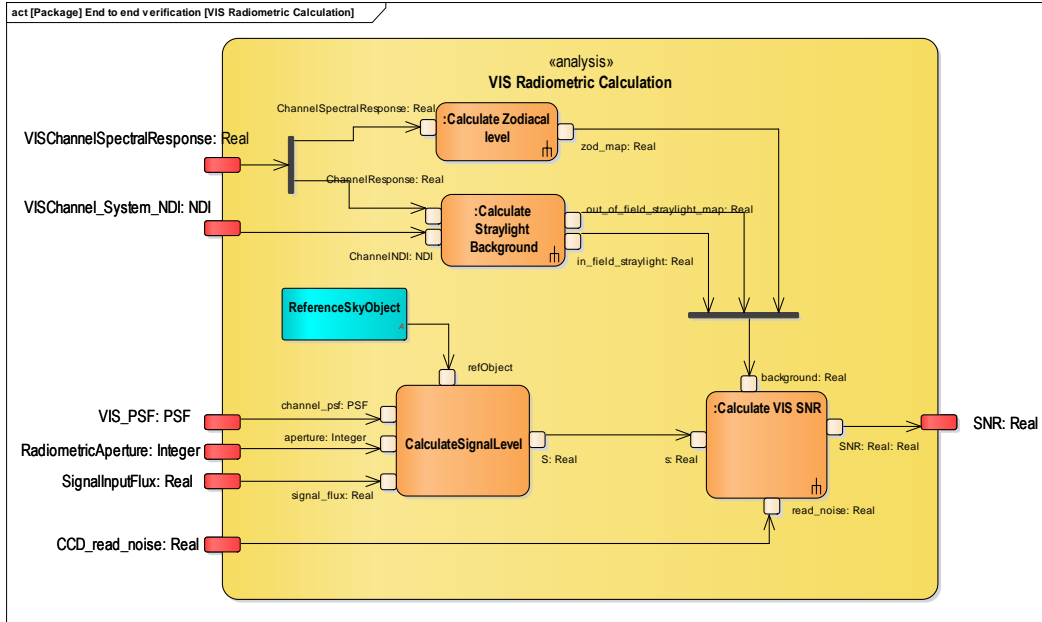 act [Package] End to end verification [VIS Radiometric Calculation]
«analysis»
VIS Radiometric Calculation
ChannelSpectralResponse: Real
:Calculate Zodiacal
level
VISChannelSpectralResponse: Real
zod_map: Real
ChannelResponse: Real
VISChannel_System_NDI: NDI
:Calculate
Straylight
Background
out_of_field_straylight_map: Real
ChannelNDI: NDI
in_field_straylight: Real
ReferenceSkyObject
A
refObject
background: Real
channel_psf: PSF
VIS_PSF: PSF
:Calculate VIS SNR
SNR: Real
aperture: Integer
CalculateSignalLevel
RadiometricAperture: Integer
S: Real
s: Real
SNR: Real: Real
SignalInputFlux: Real
signal_flux: Real
read_noise: Real
CCD_read_noise: Real